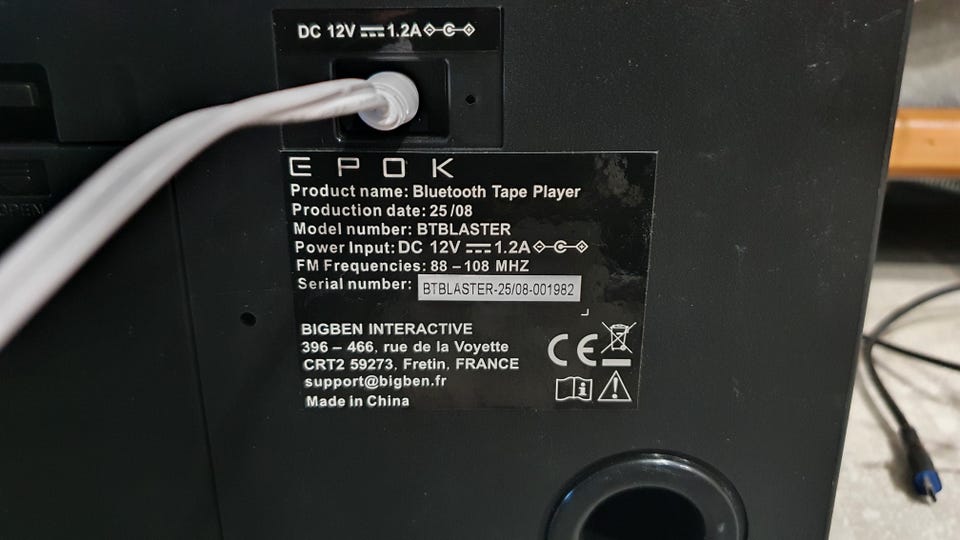 DC 12V ⎓ 1.2A
EPOK
Product name: Bluetooth Tape Player
Production date: 25/08
Model number: BTBLASTER
Power Input: DC 12V ⎓ 1.2A
FM Frequencies: 88 – 108 MHZ
Serial number: BTBLASTER-25/08-001982
BIGBEN INTERACTIVE
396 – 466, rue de la Voyette
CRT2 59273, Fretin, FRANCE
support@bigben.fr
Made in China
CE
OPEN